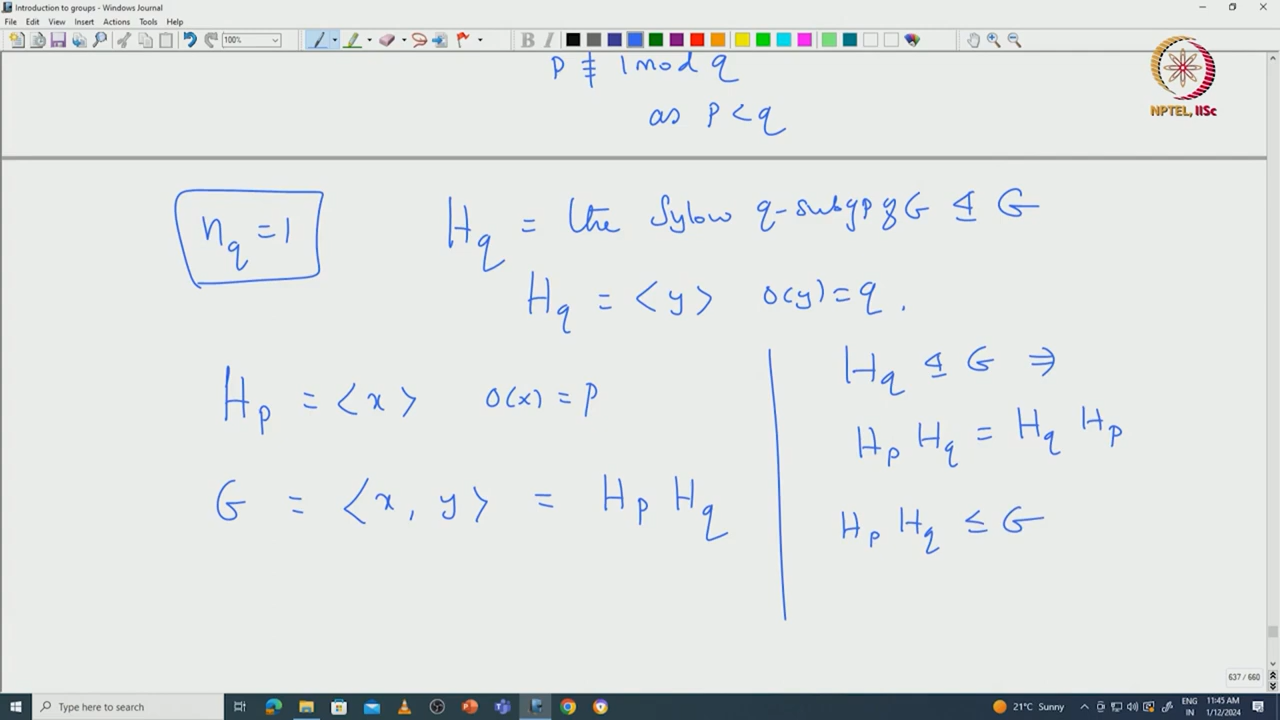 Introduction to groups - Windows Journal
File Edit View Insert Actions Tools Help
100%
B I
NPTEL, IISc
p ≢ 1 mod q
as p < q
n_q = 1
H_q = the Sylow q-subgp of G ⊴ G
H_q = <y> o(y) = q.
H_p = <x> o(x) = p
G = <x, y> = H_p H_q
H_q ⊴ G ⇒
H_p H_q = H_q H_p
H_p H_q ≤ G
637 / 660
Type here to search
21°C Sunny
ENG
IN
11:45 AM
1/12/2024